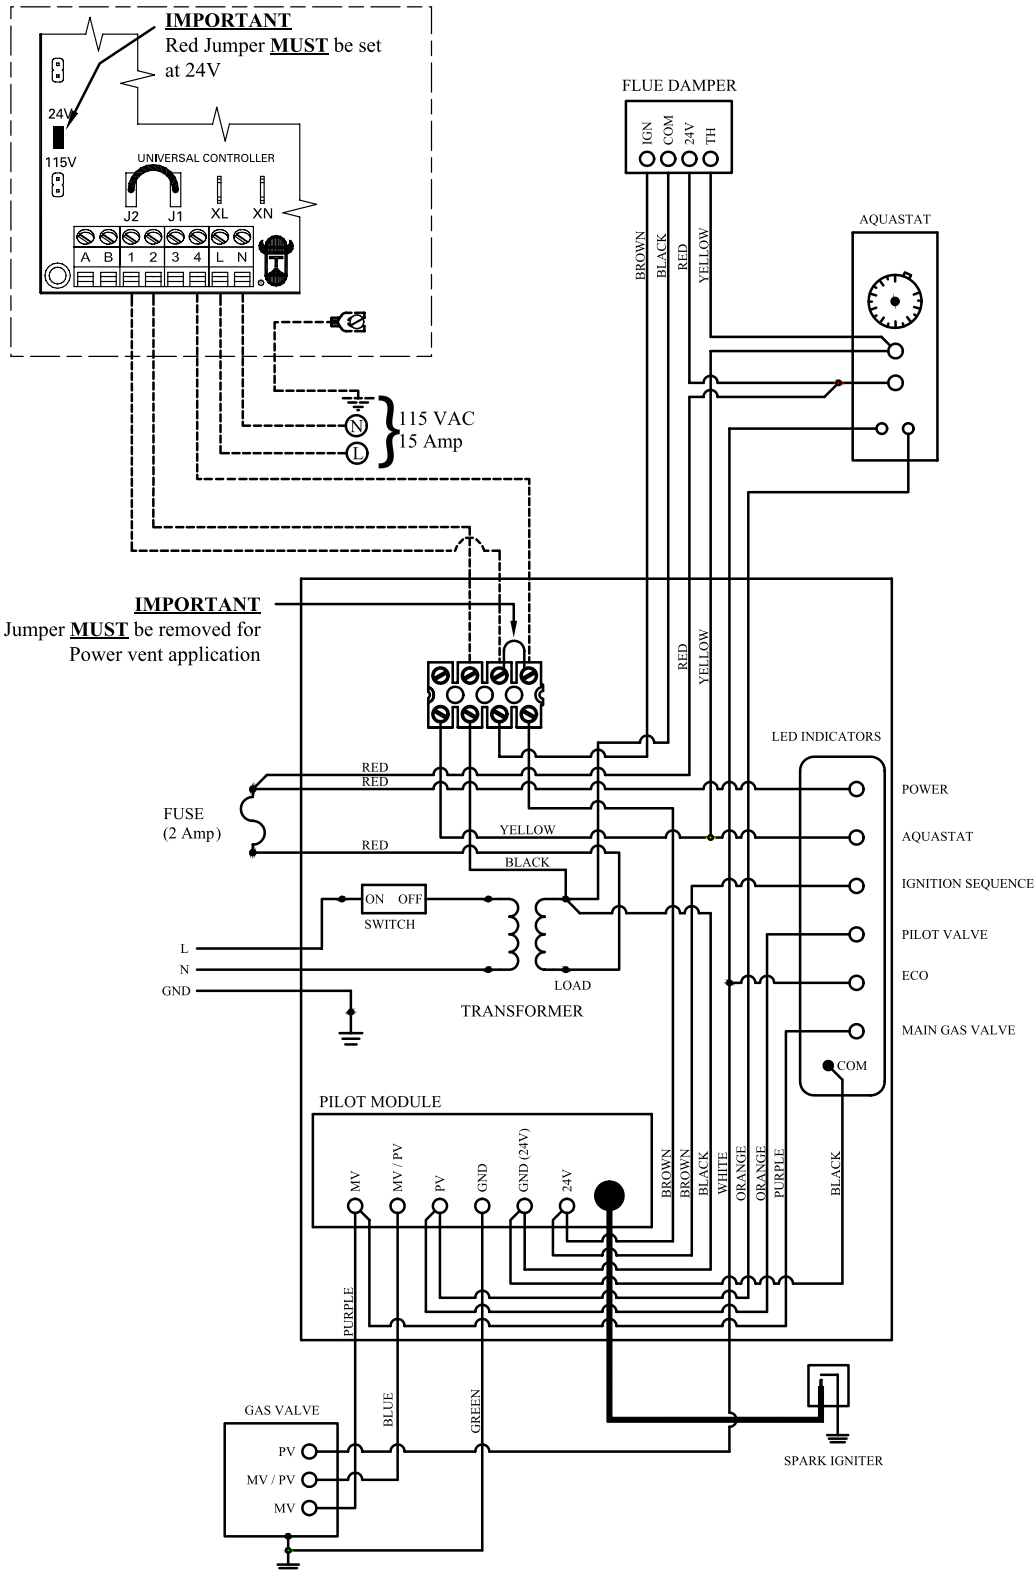 IMPORTANT
Red Jumper MUST be set
at 24V
24V
115V
UNIVERSAL CONTROLLER
J2 J1 XL XN
A B 1 2 3 4 L N
N
L
115 VAC
15 Amp
FLUE DAMPER
IGN
COM
24V
TH
BROWN
BLACK
RED
YELLOW
AQUASTAT
IMPORTANT
Jumper MUST be removed for
Power vent application
RED
YELLOW
LED INDICATORS
POWER
AQUASTAT
IGNITION SEQUENCE
PILOT VALVE
ECO
MAIN GAS VALVE
COM
RED
RED
FUSE
(2 Amp)
YELLOW
RED
BLACK
ON OFF
SWITCH
L
N
GND
LOAD
TRANSFORMER
PILOT MODULE
MV
MV / PV
PV
GND
GND (24V)
24V
BROWN
BROWN
BLACK
WHITE
ORANGE
ORANGE
PURPLE
BLACK
PURPLE
BLUE
GREEN
GAS VALVE
PV
MV / PV
MV
SPARK IGNITER